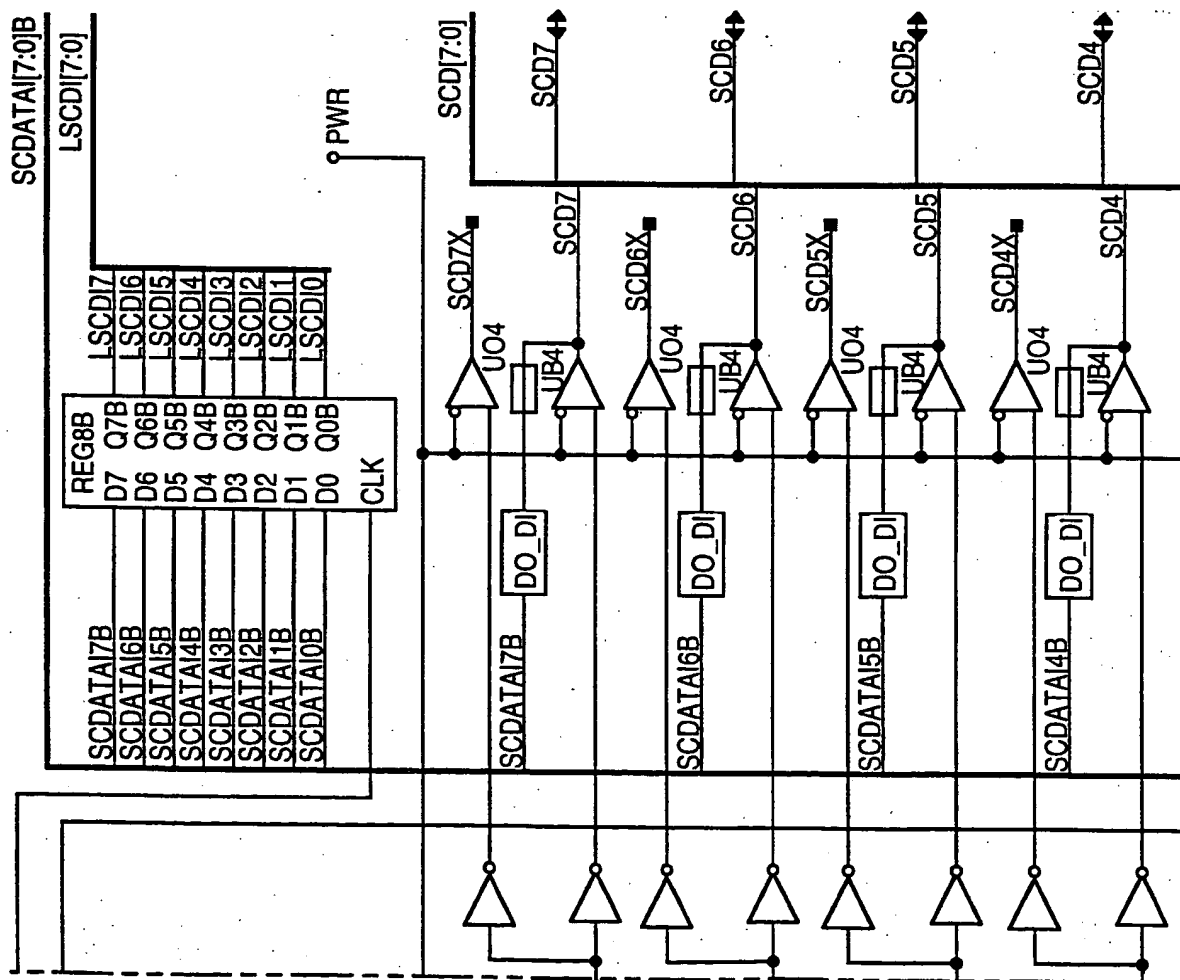 SCDATAI[7:0]B
LSCDI[7:0]
REG8B
SCDATAI7B D7 Q7B LSCDI7
SCDATAI6B D6 Q6B LSCDI6
SCDATAI5B D5 Q5B LSCDI5
SCDATAI4B D4 Q4B LSCDI4
SCDATAI3B D3 Q3B LSCDI3
SCDATAI2B D2 Q2B LSCDI2
SCDATAI1B D1 Q1B LSCDI1
SCDATAI0B D0 Q0B LSCDI0
CLK
PWR
SCD[7:0]
SCD7X
UO4
SCDATAI7B
DO_DI
UB4
SCD7
SCD7
SCD6X
UO4
SCDATAI6B
DO_DI
UB4
SCD6
SCD6
SCD5X
UO4
SCDATAI5B
DO_DI
UB4
SCD5
SCD5
SCD4X
UO4
SCDATAI4B
DO_DI
UB4
SCD4
SCD4